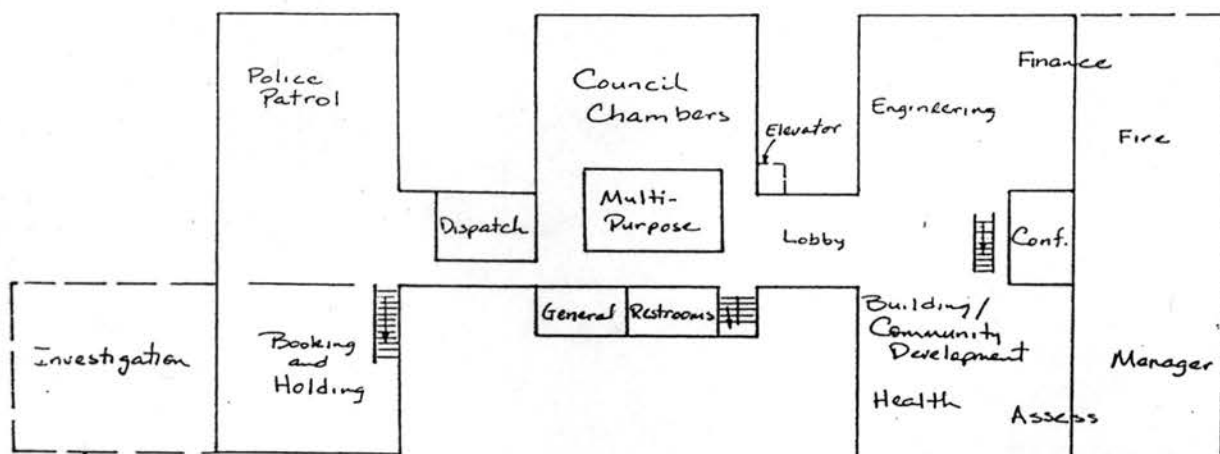 Police
Patrol
Council
Chambers
Elevator
Finance
Engineering
Fire
Multi-
Purpose
Dispatch
Lobby
Conf.
General
Restrooms
Building/
Community
Development
Investigation
Booking
and
Holding
Manager
Health
Assess